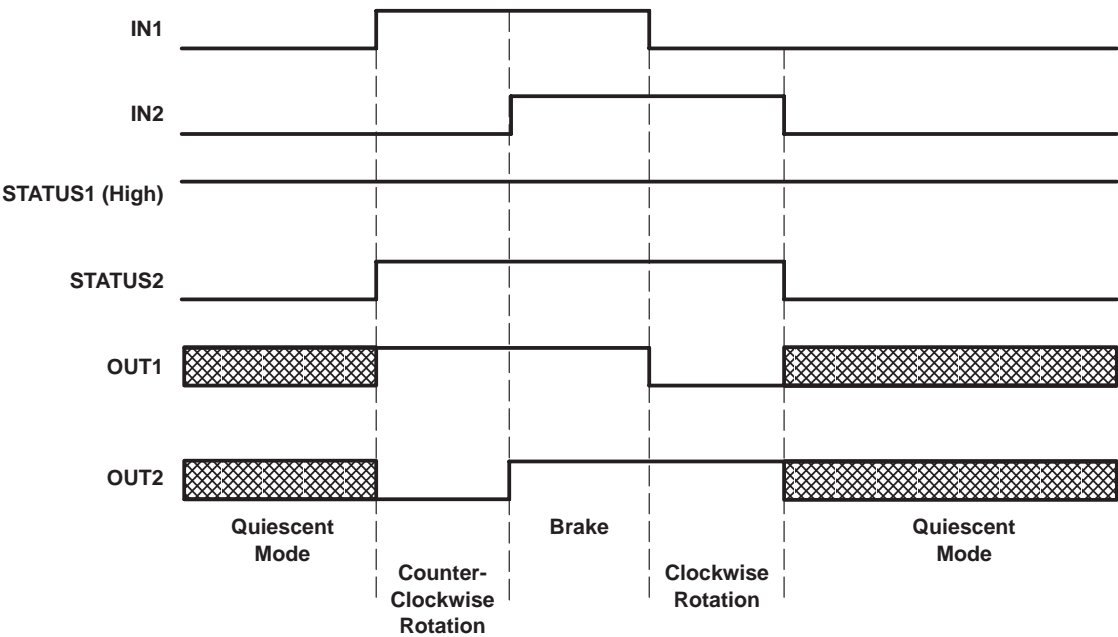 IN1
IN2
STATUS1 (High)
STATUS2
OUT1
OUT2
Quiescent
Mode
Counter-
Clockwise
Rotation
Brake
Clockwise
Rotation
Quiescent
Mode